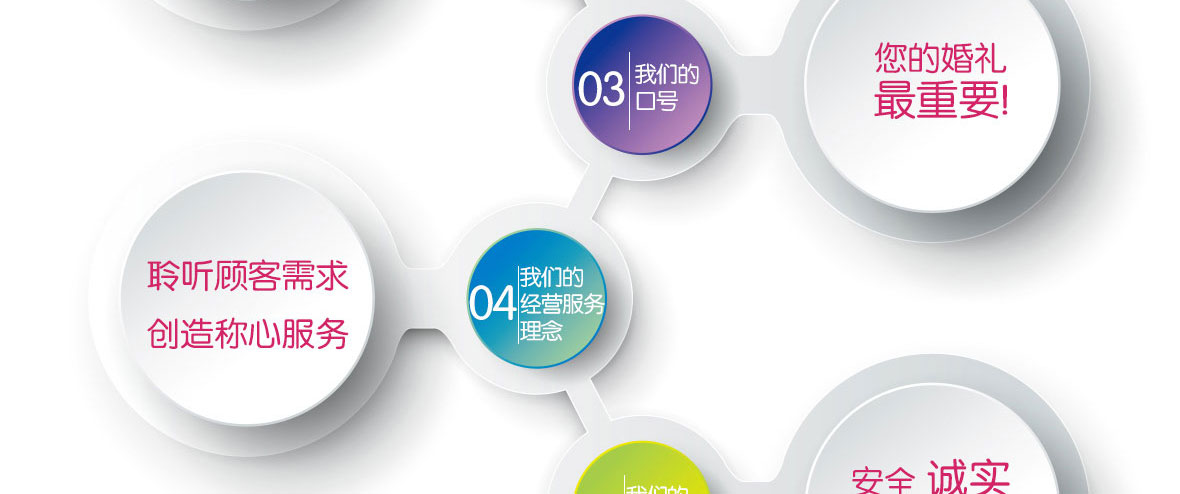 03
我们的
口号
您的婚礼
最重要!
聆听顾客需求
创造称心服务
04
我们的
经营服务
理念
我们的
安全 诚实